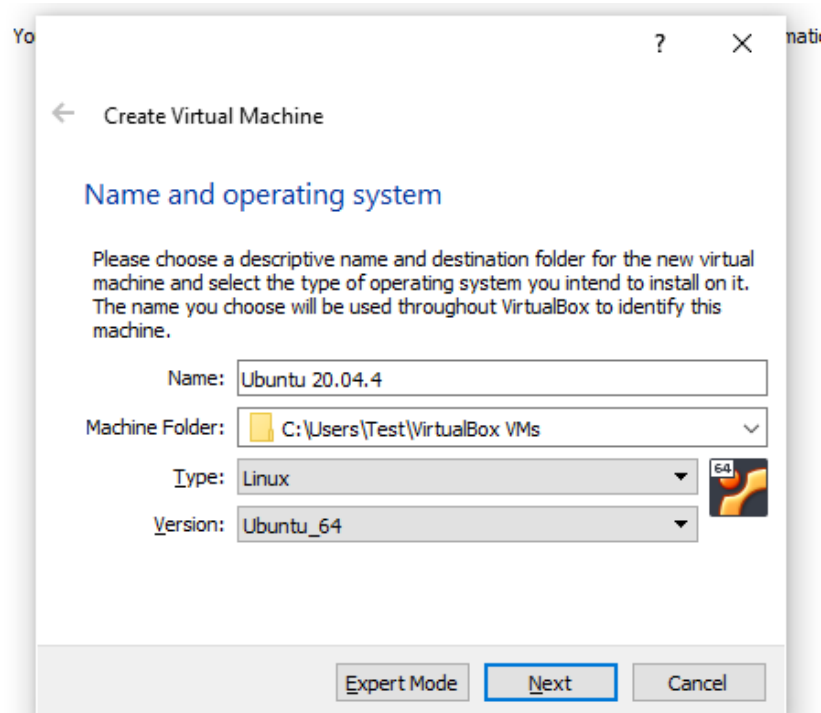 Yo
mati
?
Create Virtual Machine
Name and operating system
Please choose a descriptive name and destination folder for the new virtual
machine and select the type of operating system you intend to install on it.
The name you choose will be used throughout VirtualBox to identify this
machine.
Name: Ubuntu 20.04.4
Machine Folder: C:\Users\Test\VirtualBox VMs
Type: Linux
64
Version: Ubuntu_64
Expert Mode Next Cancel